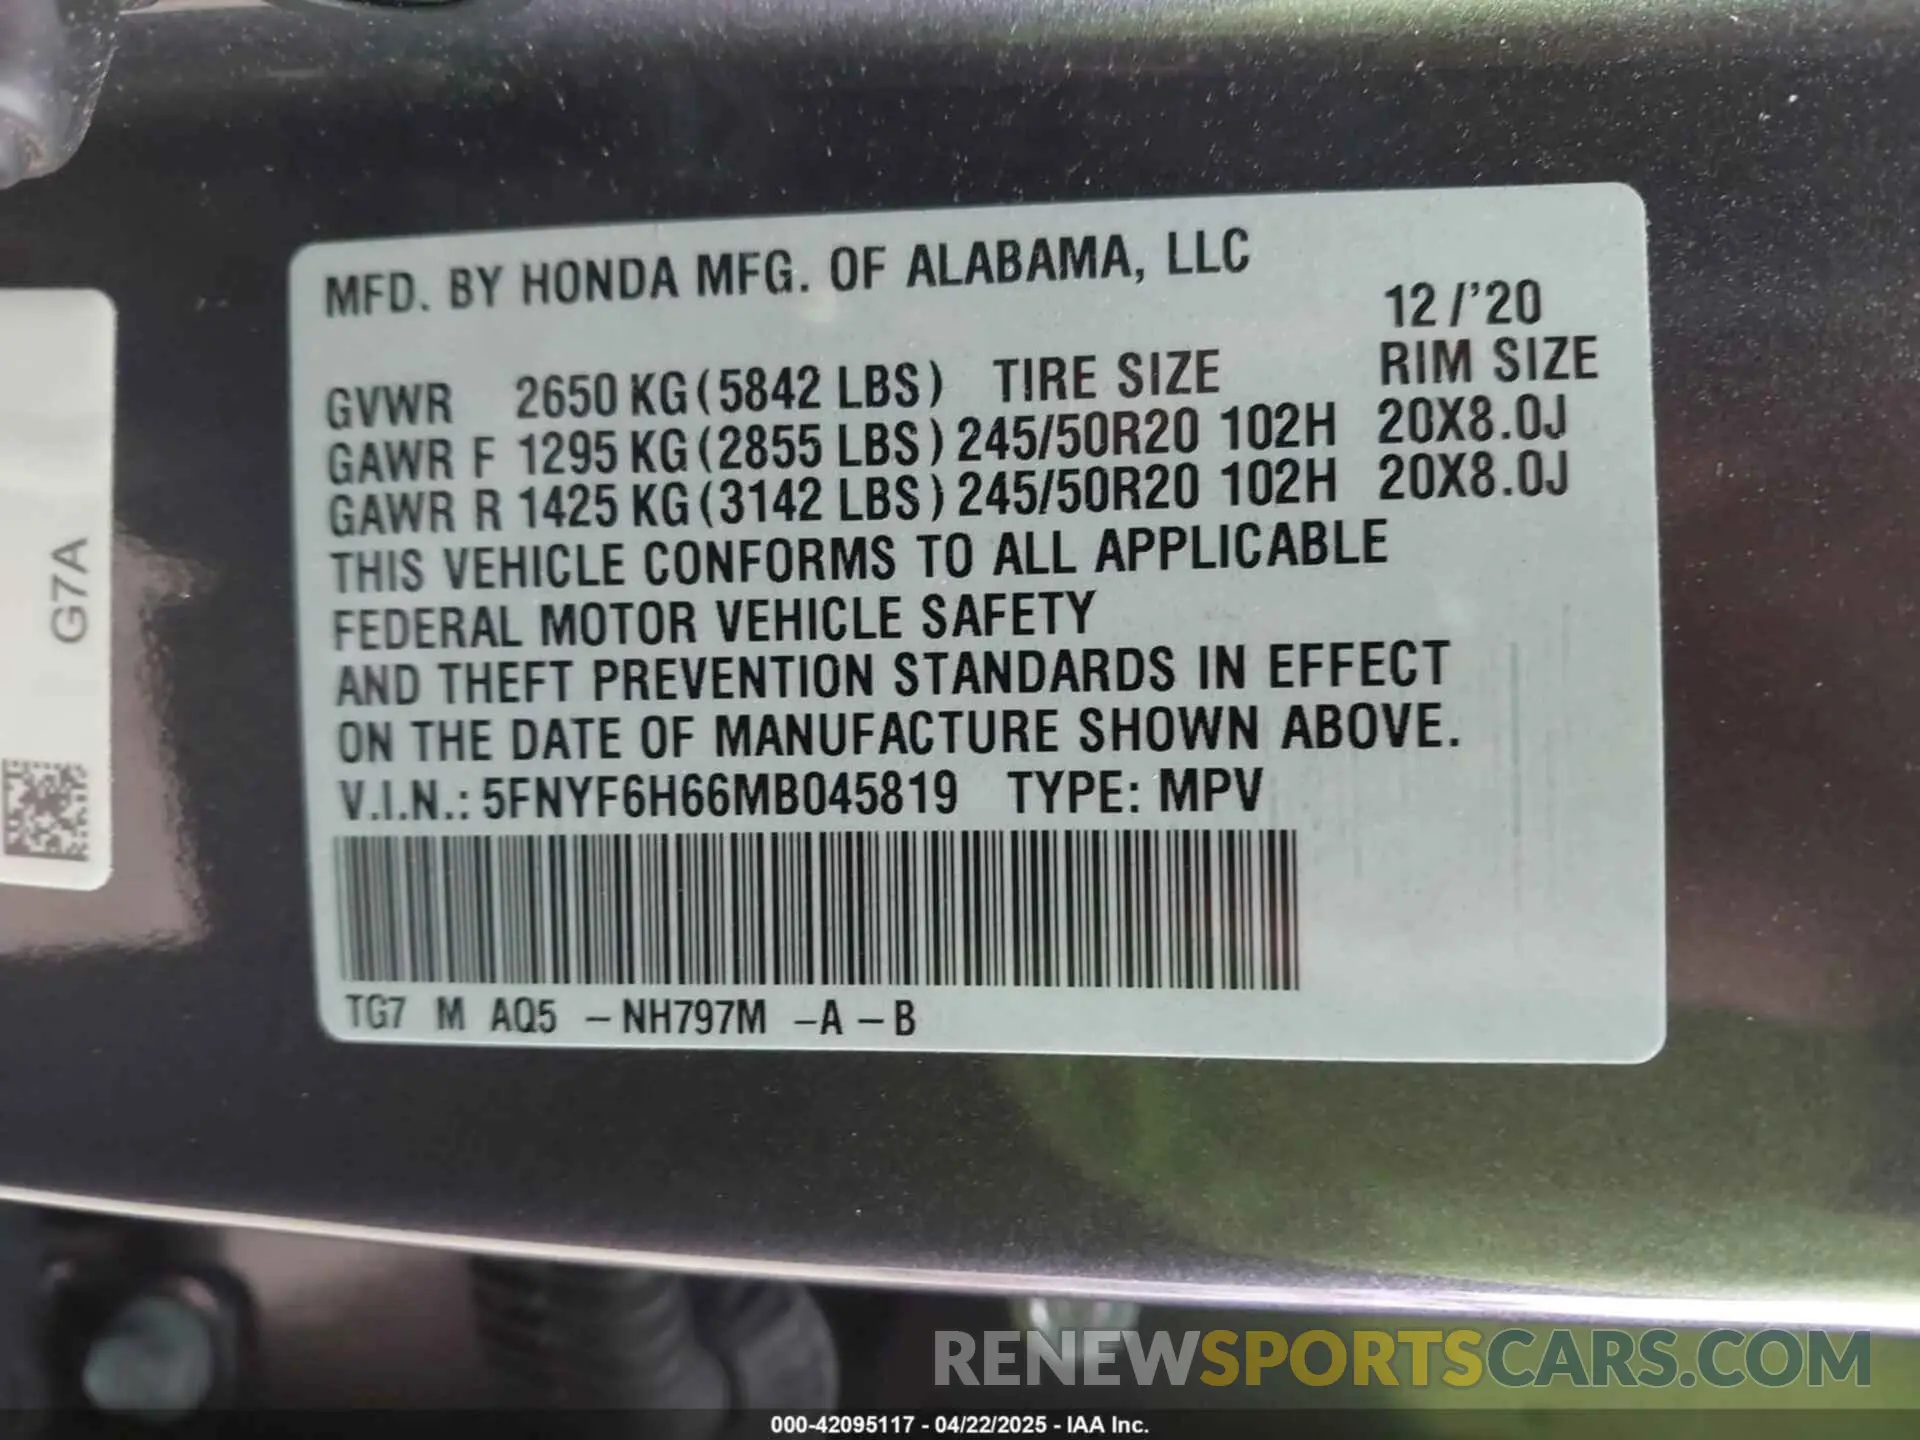 MFD. BY HONDA MFG. OF ALABAMA, LLC
12/'20
GVWR 2650 KG (5842 LBS) TIRE SIZE RIM SIZE
GAWR F 1295 KG (2855 LBS) 245/50R20 102H 20X8.0J
GAWR R 1425 KG (3142 LBS) 245/50R20 102H 20X8.0J
THIS VEHICLE CONFORMS TO ALL APPLICABLE
FEDERAL MOTOR VEHICLE SAFETY
AND THEFT PREVENTION STANDARDS IN EFFECT
ON THE DATE OF MANUFACTURE SHOWN ABOVE.
V.I.N.: 5FNYF6H66MB045819 TYPE: MPV
TG7 M AQ5 – NH797M –A – B
G7A
RENEWSPORTSCARS.COM
000-42095117 - 04/22/2025 - IAA Inc.